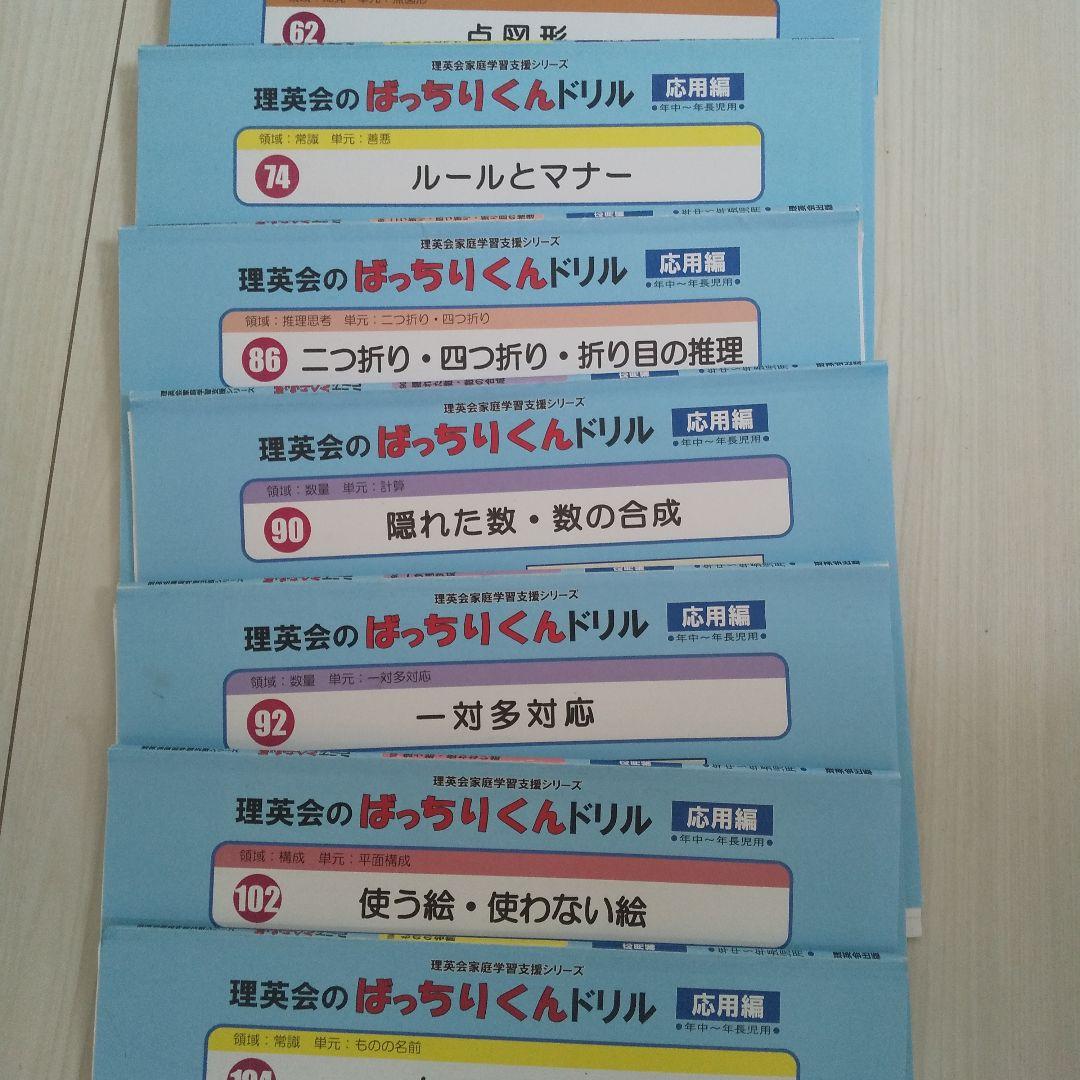 62
点図形
理英会家庭学習支援シリーズ
理英会の ばっちりくんドリル 応用編
●年中～年長児用●
領域：常識 単元：善悪
74 ルールとマナー
理英会家庭学習支援シリーズ
理英会の ばっちりくんドリル 応用編
●年中～年長児用●
領域：推理思考 単元：二つ折り・四つ折り
86 二つ折り・四つ折り・折り目の推理
理英会家庭学習支援シリーズ
理英会の ばっちりくんドリル 応用編
●年中～年長児用●
領域：数量 単元：計算
90 隠れた数・数の合成
理英会家庭学習支援シリーズ
理英会の ばっちりくんドリル 応用編
●年中～年長児用●
領域：数量 単元：一対多対応
92 一対多対応
理英会家庭学習支援シリーズ
理英会の ばっちりくんドリル 応用編
●年中～年長児用●
領域：構成 単元：平面構成
102 使う絵・使わない絵
理英会家庭学習支援シリーズ
理英会の ばっちりくんドリル 応用編
●年中～年長児用●
領域：常識 単元：ものの名前